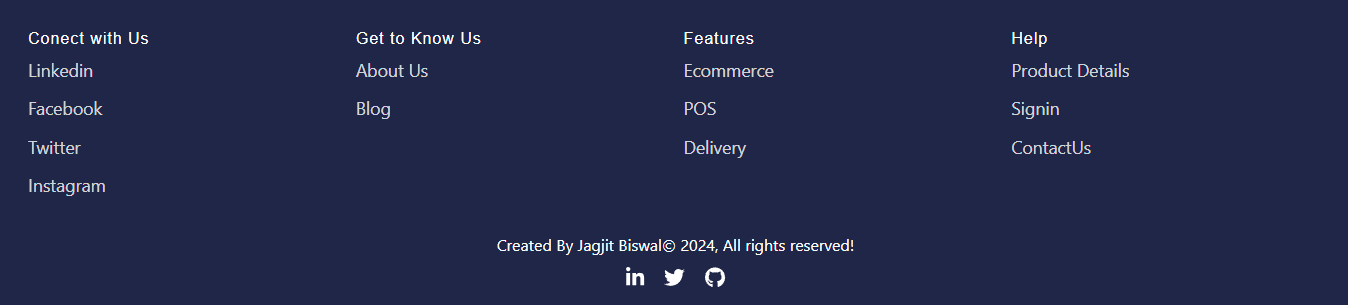 Conect with Us
Linkedin
Facebook
Twitter
Instagram
Get to Know Us
About Us
Blog
Features
Ecommerce
POS
Delivery
Help
Product Details
Signin
ContactUs
Created By Jagjit Biswal© 2024, All rights reserved!